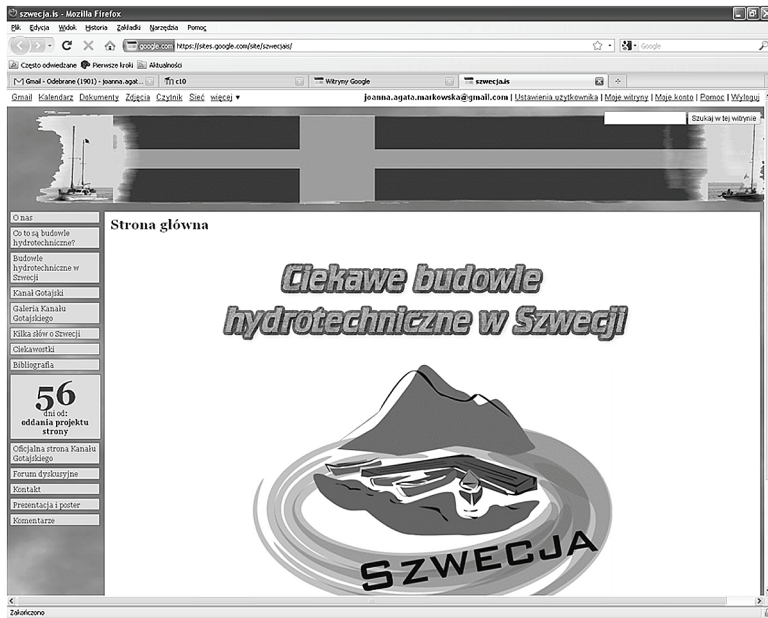 szwecja.is - Mozilla Firefox
Plik Edycja Widok Historia Zakładki Narzędzia Pomoc
google.com https://sites.google.com/site/szwecjais/
Google
Często odwiedzane Pierwsze kroki Aktualności
Gmail - Odebrane (1901) - joanna.agat...
c10
Witryny Google
szwecja.is
Gmail Kalendarz Dokumenty Zdjęcia Czytnik Sieć więcej ▼
joanna.agata.markowska@gmail.com | Ustawienia użytkownika | Moje witryny | Moje konto | Pomoc | Wyloguj
Szukaj w tej witrynie
O nas
Co to są budowle
hydrotechniczne?
Budowle
hydrotechniczne w
Szwecji
Kanał Gotajski
Galeria Kanału
Gotajskiego
Kilka słów o Szwecji
Ciekawostki
Bibliografia
56
dni od:
oddania projektu
strony
Oficjalna strona Kanału
Gotajskiego
Forum dyskusyjne
Kontakt
Prezentacja i poster
Komentarze
Strona główna
Ciekawe budowle
hydrotechniczne w Szwecji
SZWECJA
Zakończono